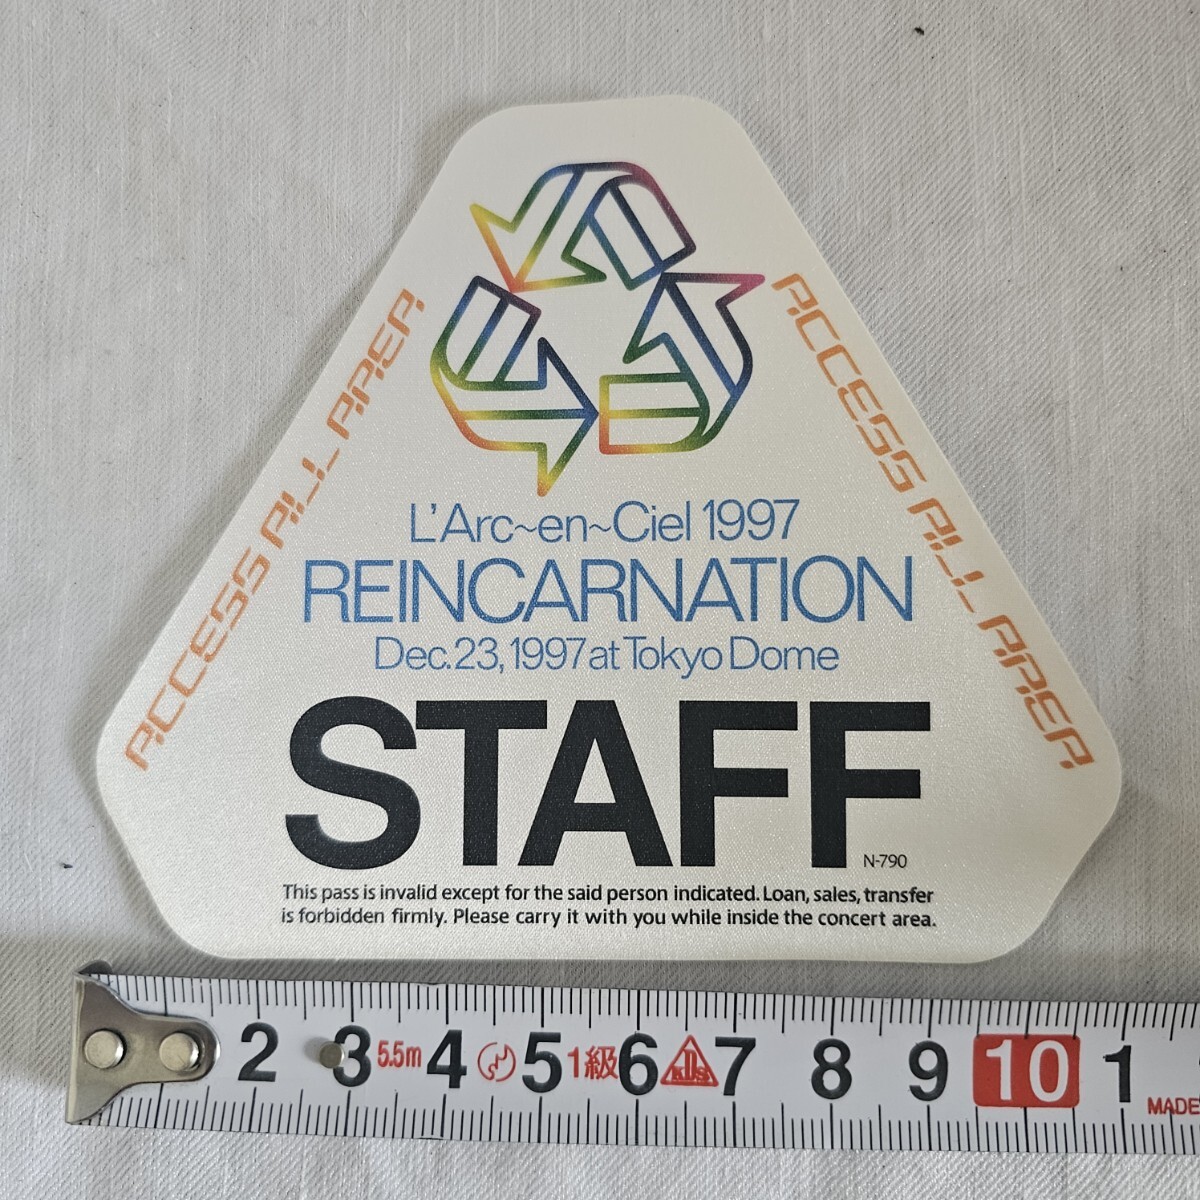 ACCESS ALL AREA
ACCESS ALL AREA
L'Arc~en~Ciel 1997
REINCARNATION
Dec.23,1997 at Tokyo Dome
STAFF
N-790
This pass is invalid except for the said person indicated. Loan, sales, transfer
is forbidden firmly. Please carry it with you while inside the concert area.
2 3 5.5m 4 5 1級 6 KDS 7 8 9 10 1
MADE